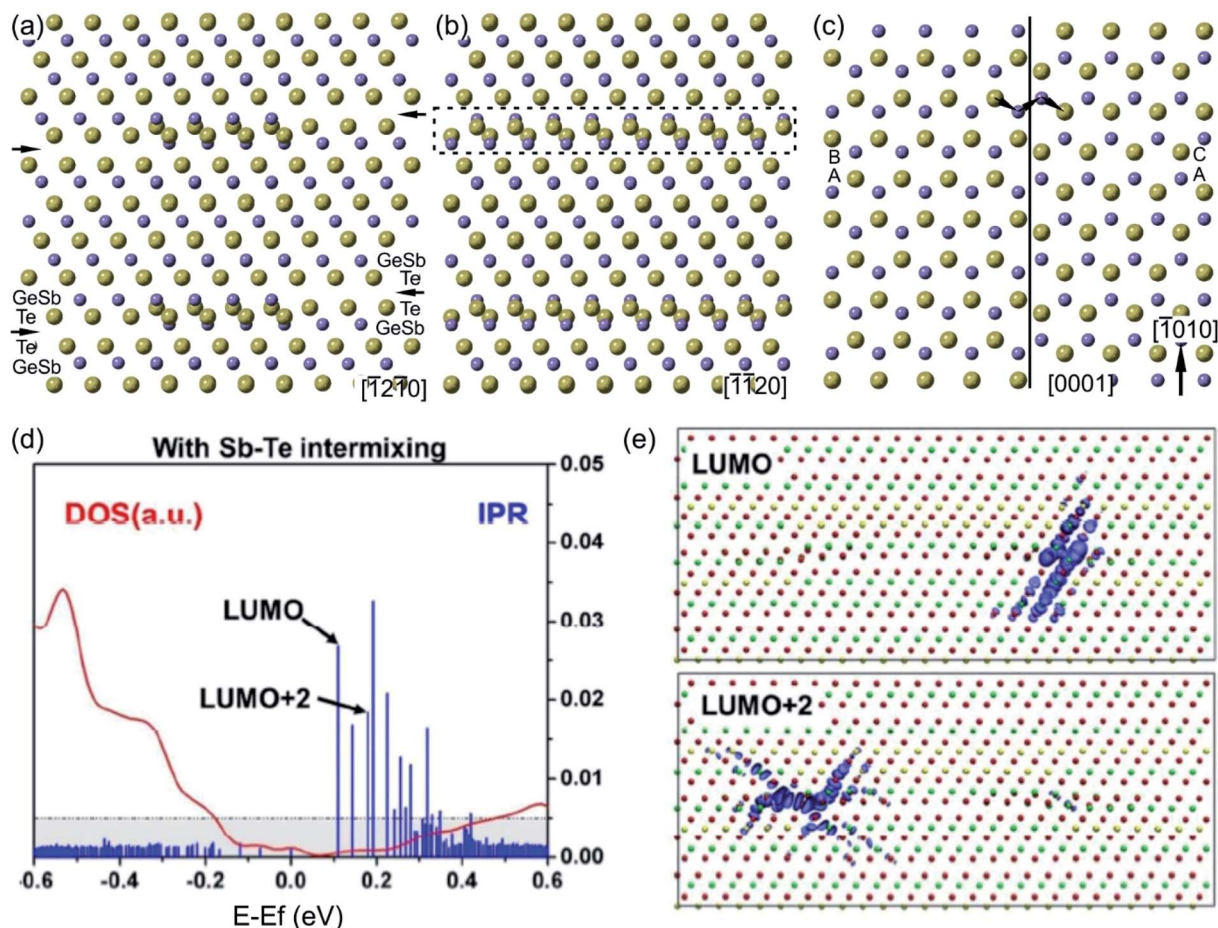 (a)
GeSb
Te
Te
GeSb
GeSb
Te
Te
GeSb
[1̄21̄0]
(b)
[1̄1̄20]
(c)
B
A
C
A
[1̄010]
[0001]
(d)
With Sb-Te intermixing
DOS(a.u.)
IPR
LUMO
LUMO+2
0.05
0.04
0.03
0.02
0.01
0.00
-0.6 -0.4 -0.2 0.0 0.2 0.4 0.6
E-Ef (eV)
(e)
LUMO
LUMO+2